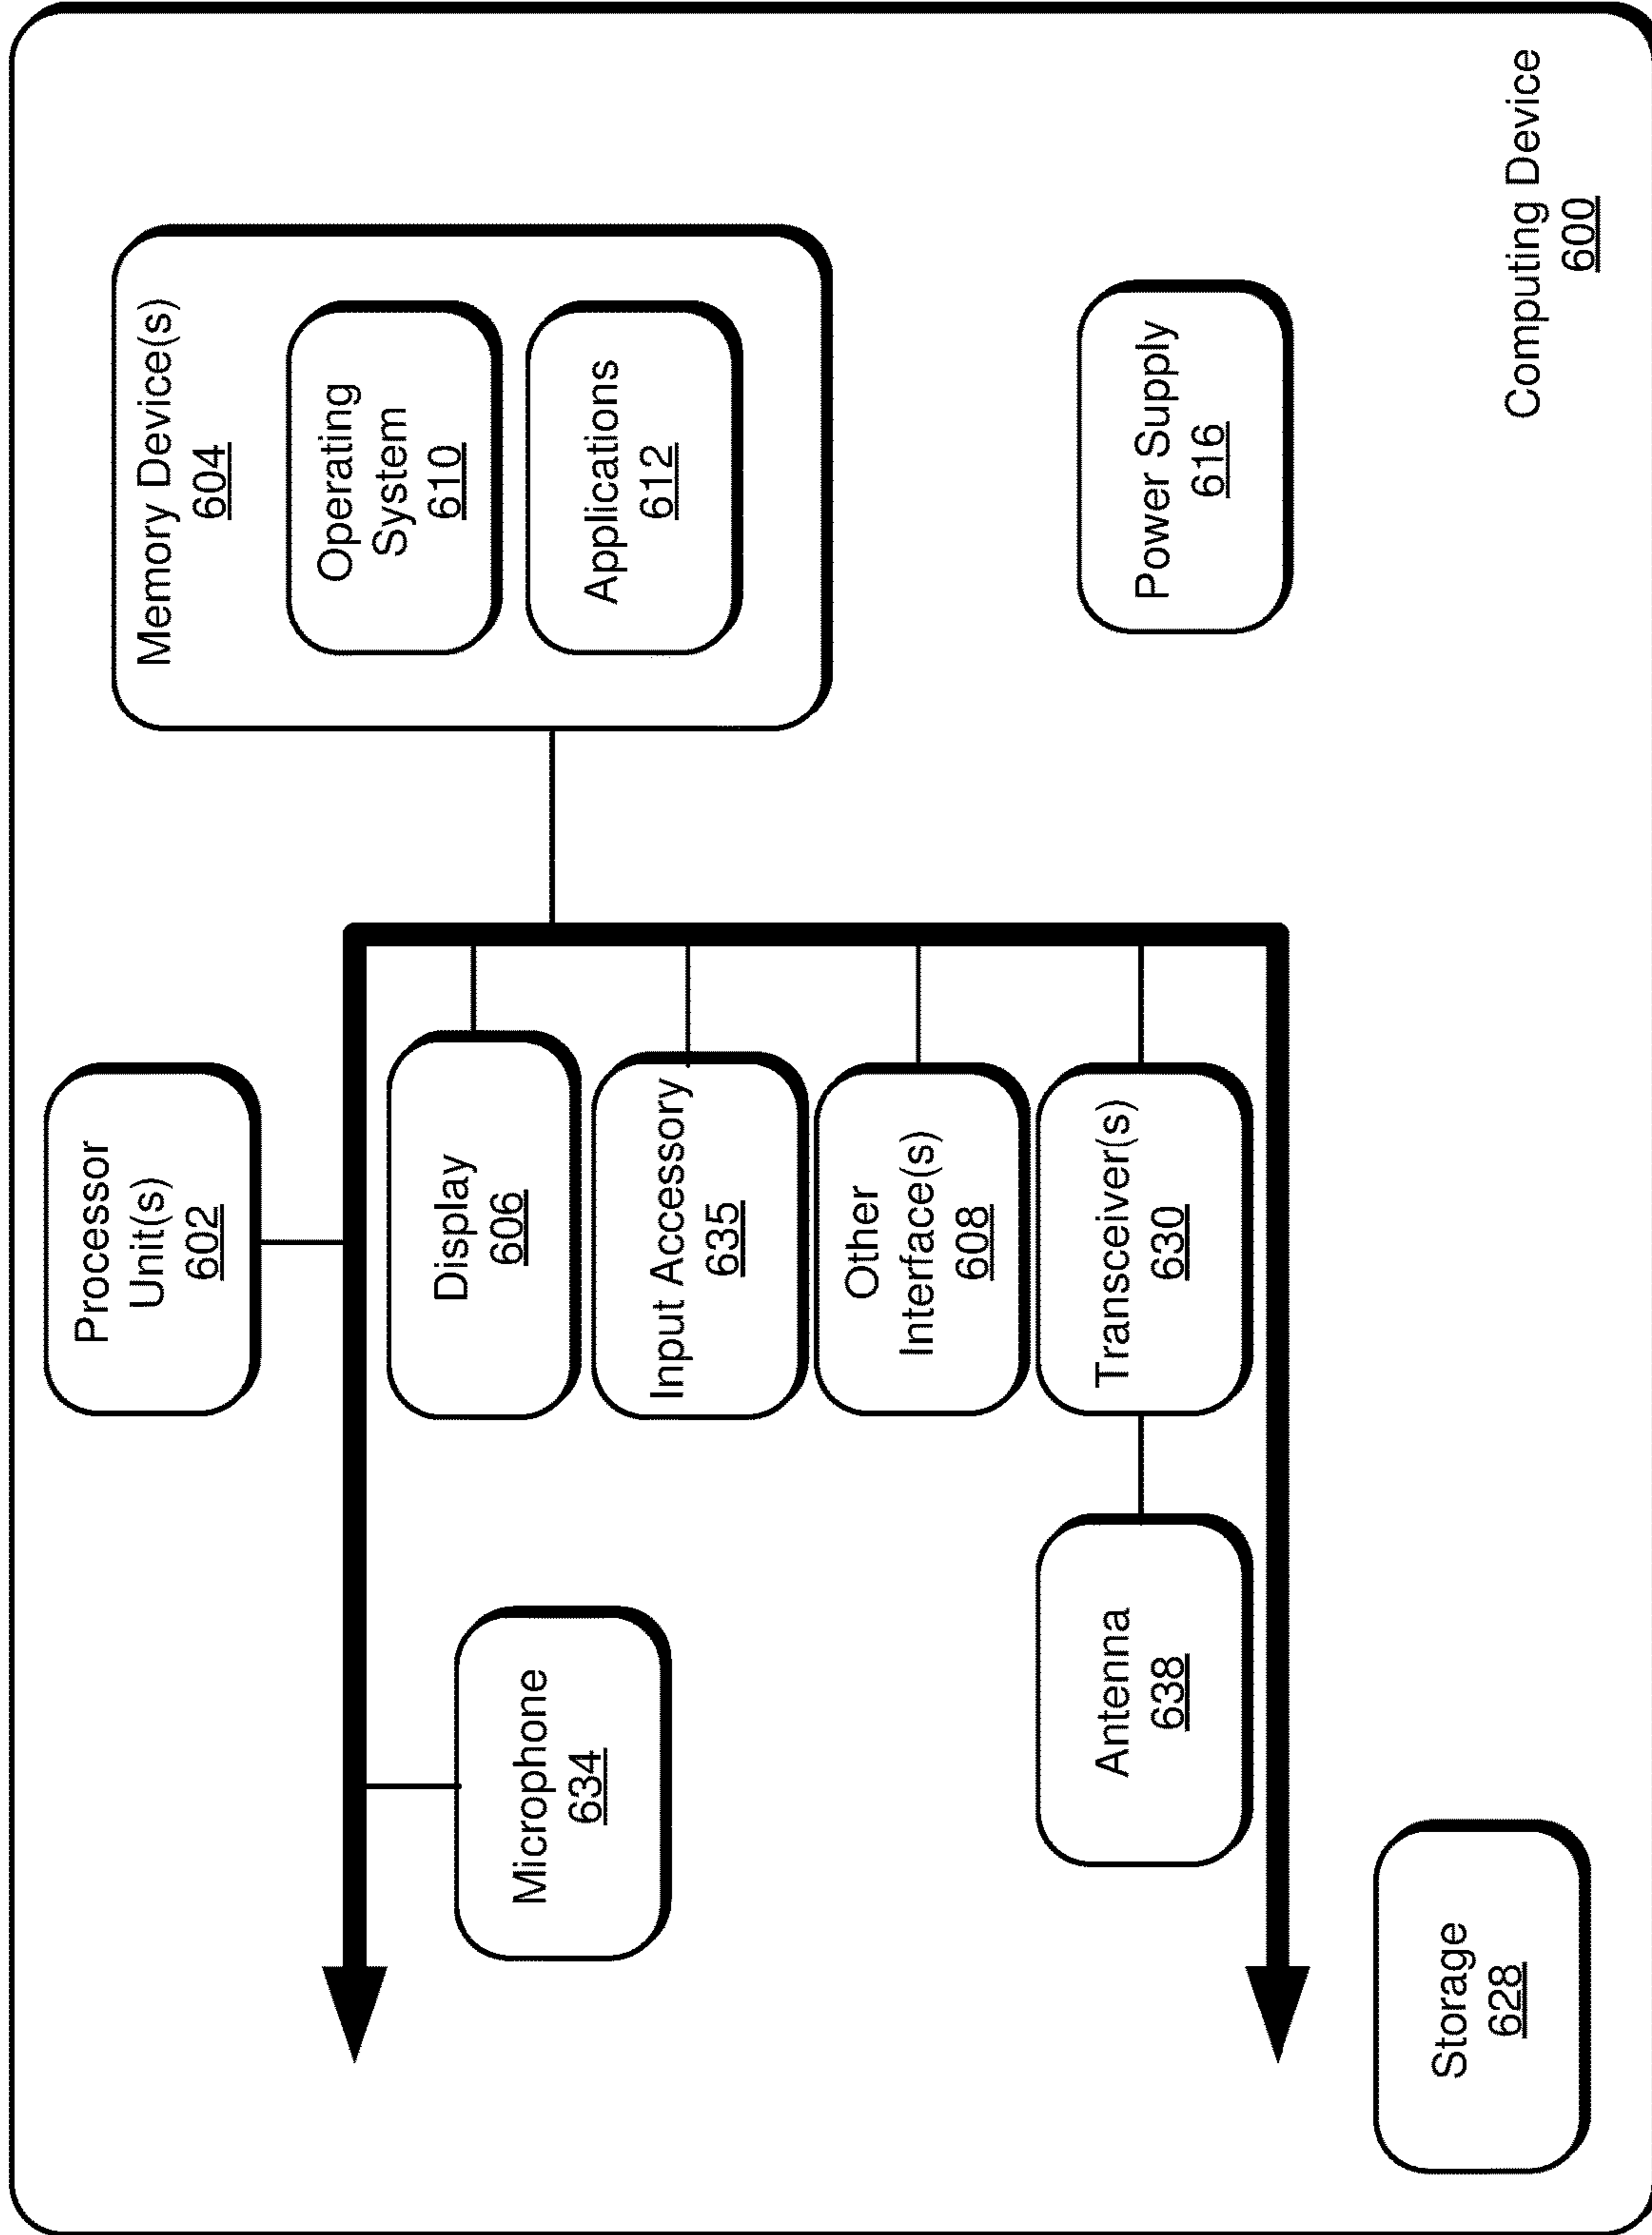 Processor
Unit(s)
602
Memory Device(s)
604
Operating
System
610
Applications
612
Display
606
Microphone
634
Input Accessory
635
Other
Interface(s)
608
Antenna
638
Transceiver(s)
630
Power Supply
616
Storage
628
Computing Device
600